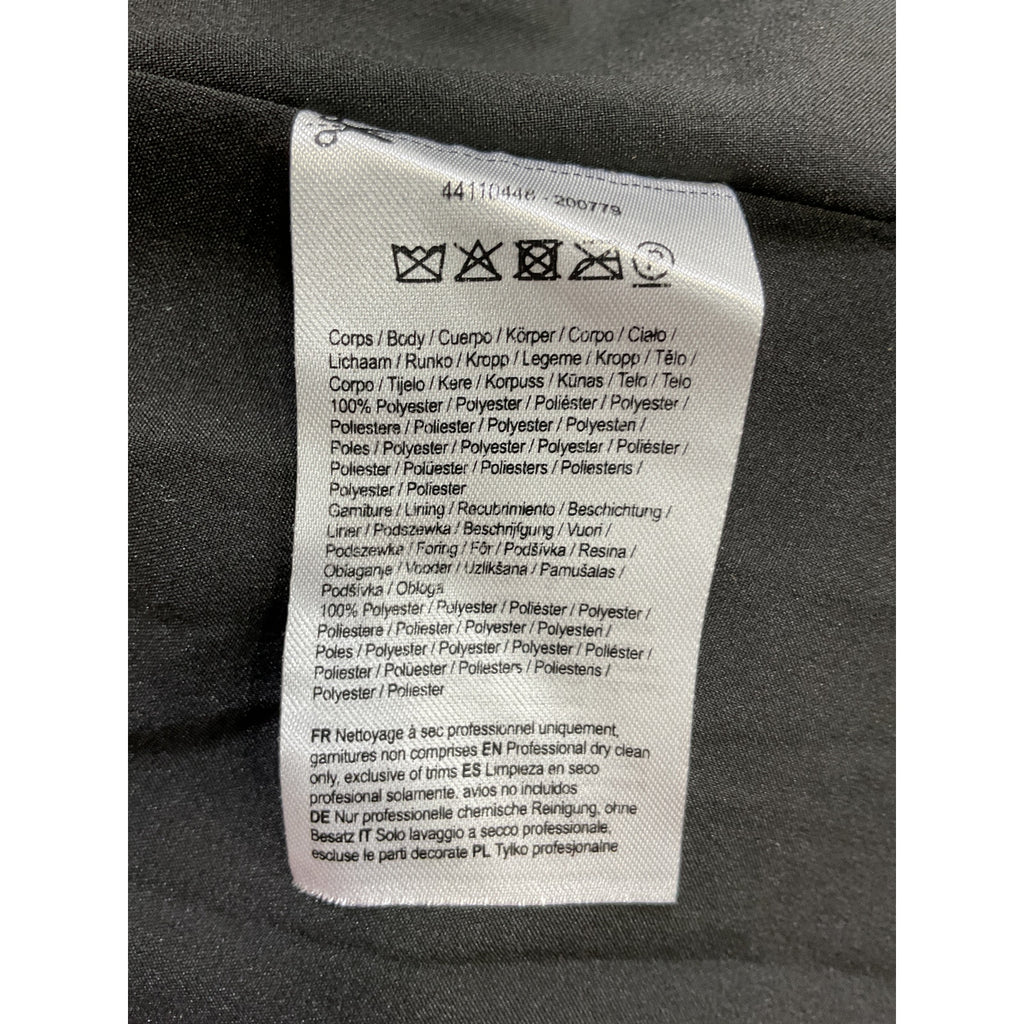 44110446 - 200779
Corps / Body / Cuerpo / Körper / Corpo / Ciało /
Lichaam / Runko / Kropp / Legeme / Kropp / Tělo /
Corpo / Tijelo / Kere / Korpuss / Kūnas / Telo / Telo
100% Polyester / Polyester / Poliéster / Polyester /
Poliestere / Poliester / Polyester / Polyesteri /
Poles / Polyester / Polyester / Polyester / Poliéster /
Poliester / Polüester / Poliesters / Poliesteris /
Polyester / Poliester
Garniture / Lining / Recubrimiento / Beschichtung /
Liner / Podszewka / Beschrijfgung / Vuori /
Podszewka / Foring / Fôr / Podšívka / Resina /
Oblaganje / Vooder / Uzlikšana / Pamušalas /
Podšívka / Obloga
100% Polyester / Polyester / Poliéster / Polyester /
Poliestere / Poliester / Polyester / Polyesteri /
Poles / Polyester / Polyester / Polyester / Poliéster /
Poliester / Polüester / Poliesters / Poliesteris /
Polyester / Poliester
FR Nettoyage à sec professionnel uniquement,
garnitures non comprises EN Professional dry clean
only, exclusive of trims ES Limpieza en seco
profesional solamente, avios no incluidos
DE Nur professionelle chemische Reinigung, ohne
Besatz IT Solo lavaggio a secco professionale,
escluse le parti decorate PL Tylko profesjonalne